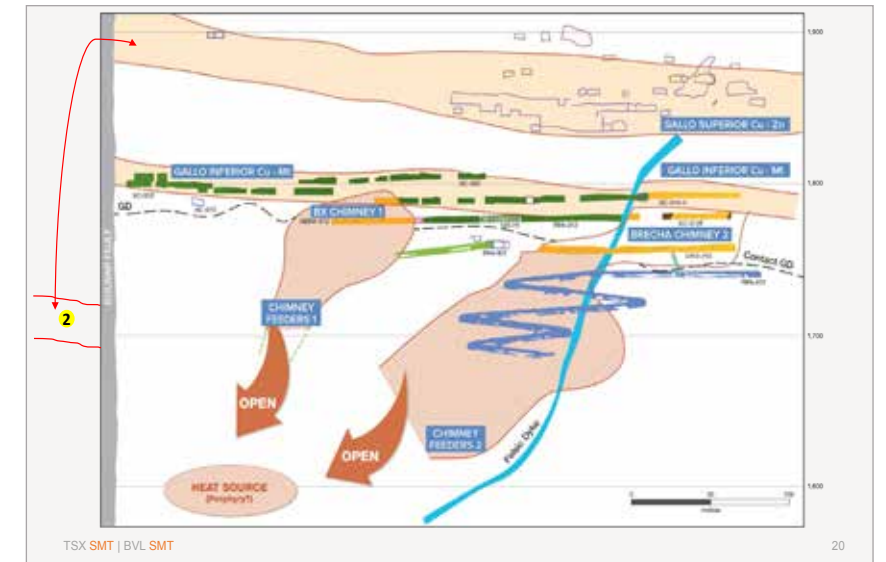 1,900
GALLO SUPERIOR Cu - Zn
GALLO INFERIOR Cu - Mt
1,800
GALLO INFERIOR Cu - Mt
GD
BX CHIMNEY 1
BRECHA CHIMNEY 2
Contact GD
CHIMNEY
FEEDERS 1
2
1,700
OPEN
CHIMNEY
FEEDERS 2
OPEN
Felsic Dyke
HEAT SOURCE
(Porphyry?)
1,600
0
metres
TSX SMT | BVL SMT
20